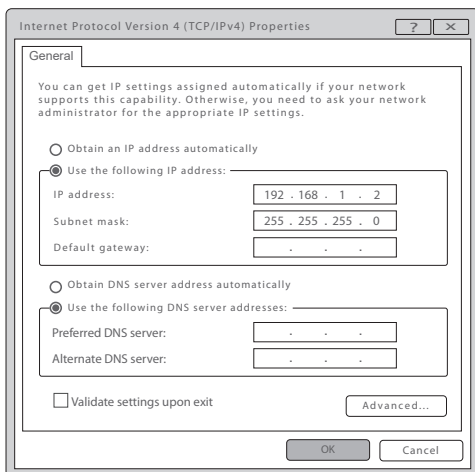 Internet Protocol Version 4 (TCP/IPv4) Properties ? ×
General
You can get IP settings assigned automatically if your network
supports this capability. Otherwise, you need to ask your network
administrator for the appropriate IP settings.
Obtain an IP address automatically
Use the following IP address:
IP address: 192 . 168 . 1 . 2
Subnet mask: 255 . 255 . 255 . 0
Default gateway: . . .
Obtain DNS server address automatically
Use the following DNS server addresses:
Preferred DNS server: . . .
Alternate DNS server: . . .
Validate settings upon exit
Advanced...
OK Cancel